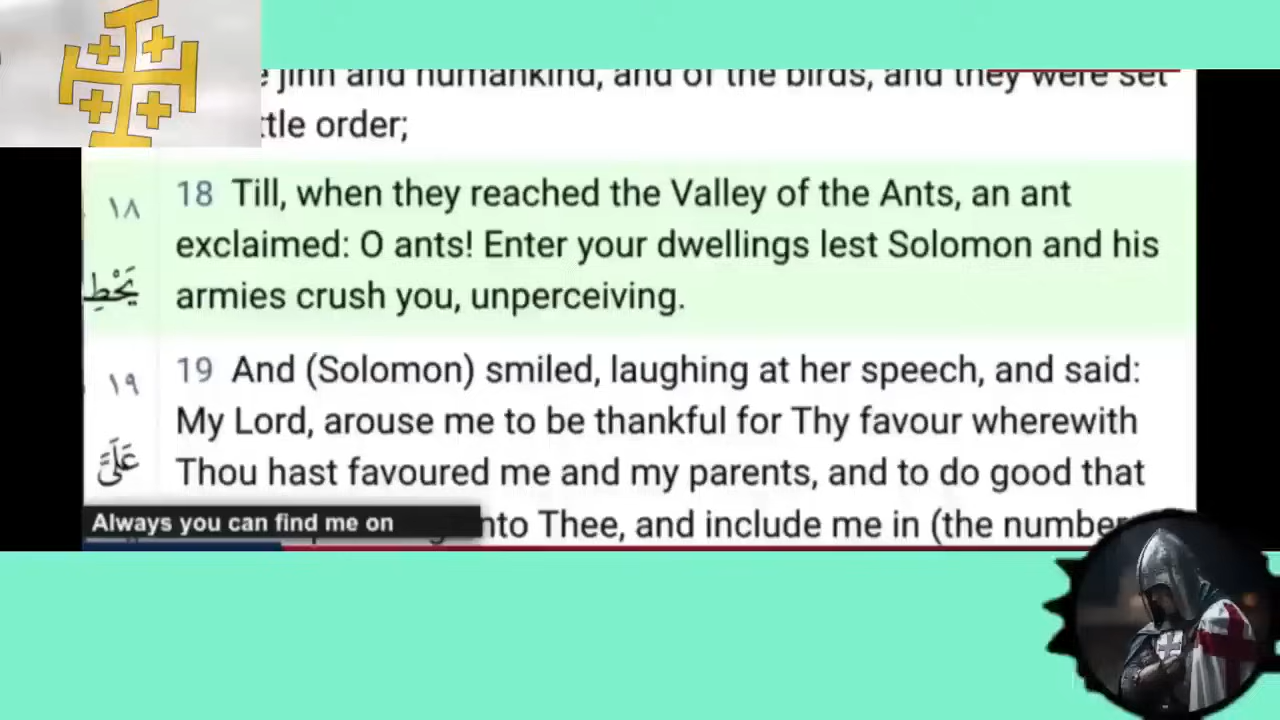 jinn and humankind, and of the birds, and they were set
ttle order;
١٨
18 Till, when they reached the Valley of the Ants, an ant
exclaimed: O ants! Enter your dwellings lest Solomon and his
يَحْطِ
armies crush you, unperceiving.
١٩
19 And (Solomon) smiled, laughing at her speech, and said:
My Lord, arouse me to be thankful for Thy favour wherewith
عَلَىَّ
Thou hast favoured me and my parents, and to do good that
Always you can find me on
nto Thee, and include me in (the number